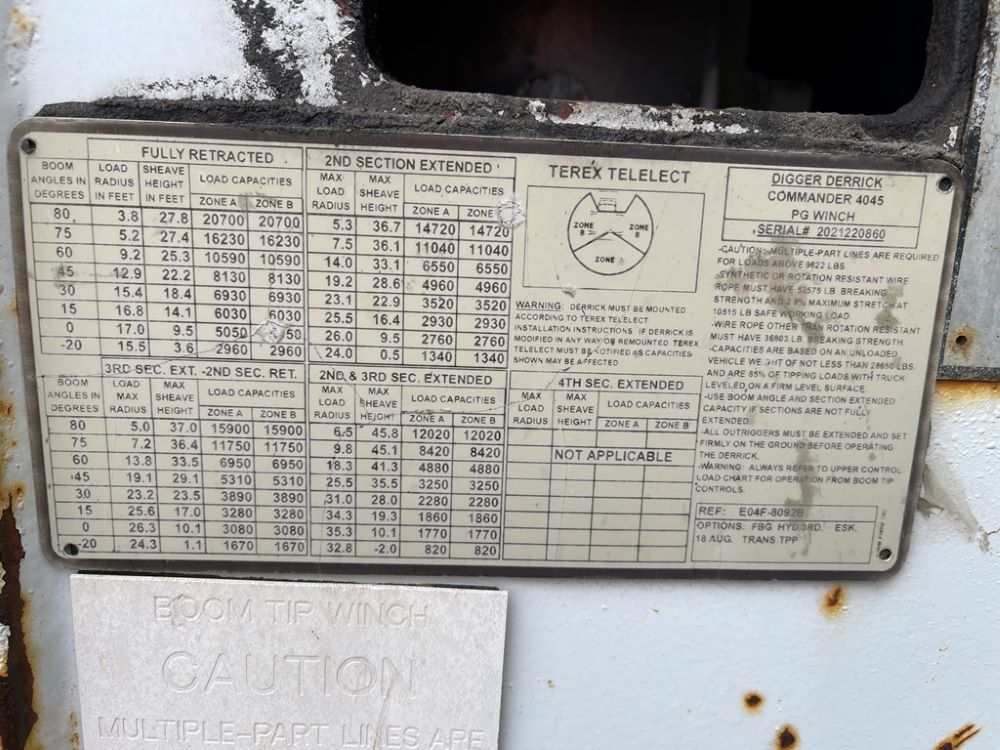 FULLY RETRACTED
2ND SECTION EXTENDED
BOOM ANGLES IN DEGREES LOAD RADIUS IN FEET SHEAVE HEIGHT IN FEET LOAD CAPACITIES ZONE A ZONE B MAX LOAD RADIUS MAX SHEAVE HEIGHT LOAD CAPACITIES ZONE A ZONE
80 3.8 27.8 20700 20700 5.3 36.7 14720 14720
75 5.2 27.4 16230 16230 7.5 36.1 11040 11040
60 9.2 25.3 10590 10590 14.0 33.1 6550 6550
45 12.9 22.2 8130 8130 19.2 28.6 4960 4960
30 15.4 18.4 6930 6930 23.1 22.9 3520 3520
15 16.8 14.1 6030 6030 25.5 16.4 2930 2930
0 17.0 9.5 5050 26.0 9.5 2760 2760
-20 15.5 3.6 2960 2960 24.0 0.5 1340 1340
3RD SEC. EXT. -2ND SEC. RET.
2ND & 3RD SEC. EXTENDED
4TH SEC. EXTENDED
BOOM ANGLES IN DEGREES LOAD MAX RADIUS MAX SHEAVE HEIGHT LOAD CAPACITIES ZONE A ZONE B MAX LOAD RADIUS MAX SHEAVE HEIGHT LOAD CAPACITIES ZONE A ZONE B MAX LOAD RADIUS MAX SHEAVE HEIGHT LOAD CAPACITIES ZONE A ZONE B
80 5.0 37.0 15900 15900 6.5 45.8 12020 12020
75 7.2 36.4 11750 11750 9.8 45.1 8420 8420
60 13.8 33.5 6950 6950 18.3 41.3 4880 4880
45 19.1 29.1 5310 5310 25.5 35.5 3250 3250
30 23.2 23.5 3890 3890 31.0 28.0 2280 2280
15 25.6 17.0 3280 3280 34.3 19.3 1860 1860
0 26.3 10.1 3080 3080 35.3 10.1 1770 1770
-20 24.3 1.1 1670 1670 32.8 -2.0 820 820
NOT APPLICABLE
TEREX TELELECT
ZONE B
ZONE B
ZONE A
WARNING: DERRICK MUST BE MOUNTED
ACCORDING TO TEREX TELELECT
INSTALLATION INSTRUCTIONS. IF DERRICK IS
MODIFIED IN ANY WAY OR REMOUNTED TEREX
TELELECT MUST BE NOTIFIED AS CAPACITIES
SHOWN MAY BE AFFECTED
DIGGER DERRICK
COMMANDER 4045
PG WINCH
SERIAL# 2021220860
-CAUTION: MULTIPLE-PART LINES ARE REQUIRED
FOR LOADS ABOVE 9622 LBS.
-SYNTHETIC OR ROTATION RESISTANT WIRE
ROPE MUST HAVE 52575 LB. BREAKING
STRENGTH AND 2.8% MAXIMUM STRETCH AT
10515 LB SAFE WORKING LOAD.
-WIRE ROPE OTHER THAN ROTATION RESISTANT
MUST HAVE 36803 LB. BREAKING STRENGTH.
-CAPACITIES ARE BASED ON AN UNLOADED
VEHICLE WEIGHT OF NOT LESS THAN 28650 LBS.
AND ARE 85% OF TIPPING LOADS WITH TRUCK
LEVELED ON A FIRM LEVEL SURFACE.
-USE BOOM ANGLE AND SECTION EXTENDED
CAPACITY IF SECTIONS ARE NOT FULLY
EXTENDED.
-ALL OUTRIGGERS MUST BE EXTENDED AND SET
FIRMLY ON THE GROUND BEFORE OPERATING
THE DERRICK.
-WARNING: ALWAYS REFER TO UPPER CONTROL
LOAD CHART FOR OPERATION FROM BOOM TIP
CONTROLS.
REF: E04F-8092B
OPTIONS: FBG HYD 3RD, ESK,
18 AUG. TRANS TPP
BOOM TIP WINCH
CAUTION
MULTIPLE-PART LINES ARE